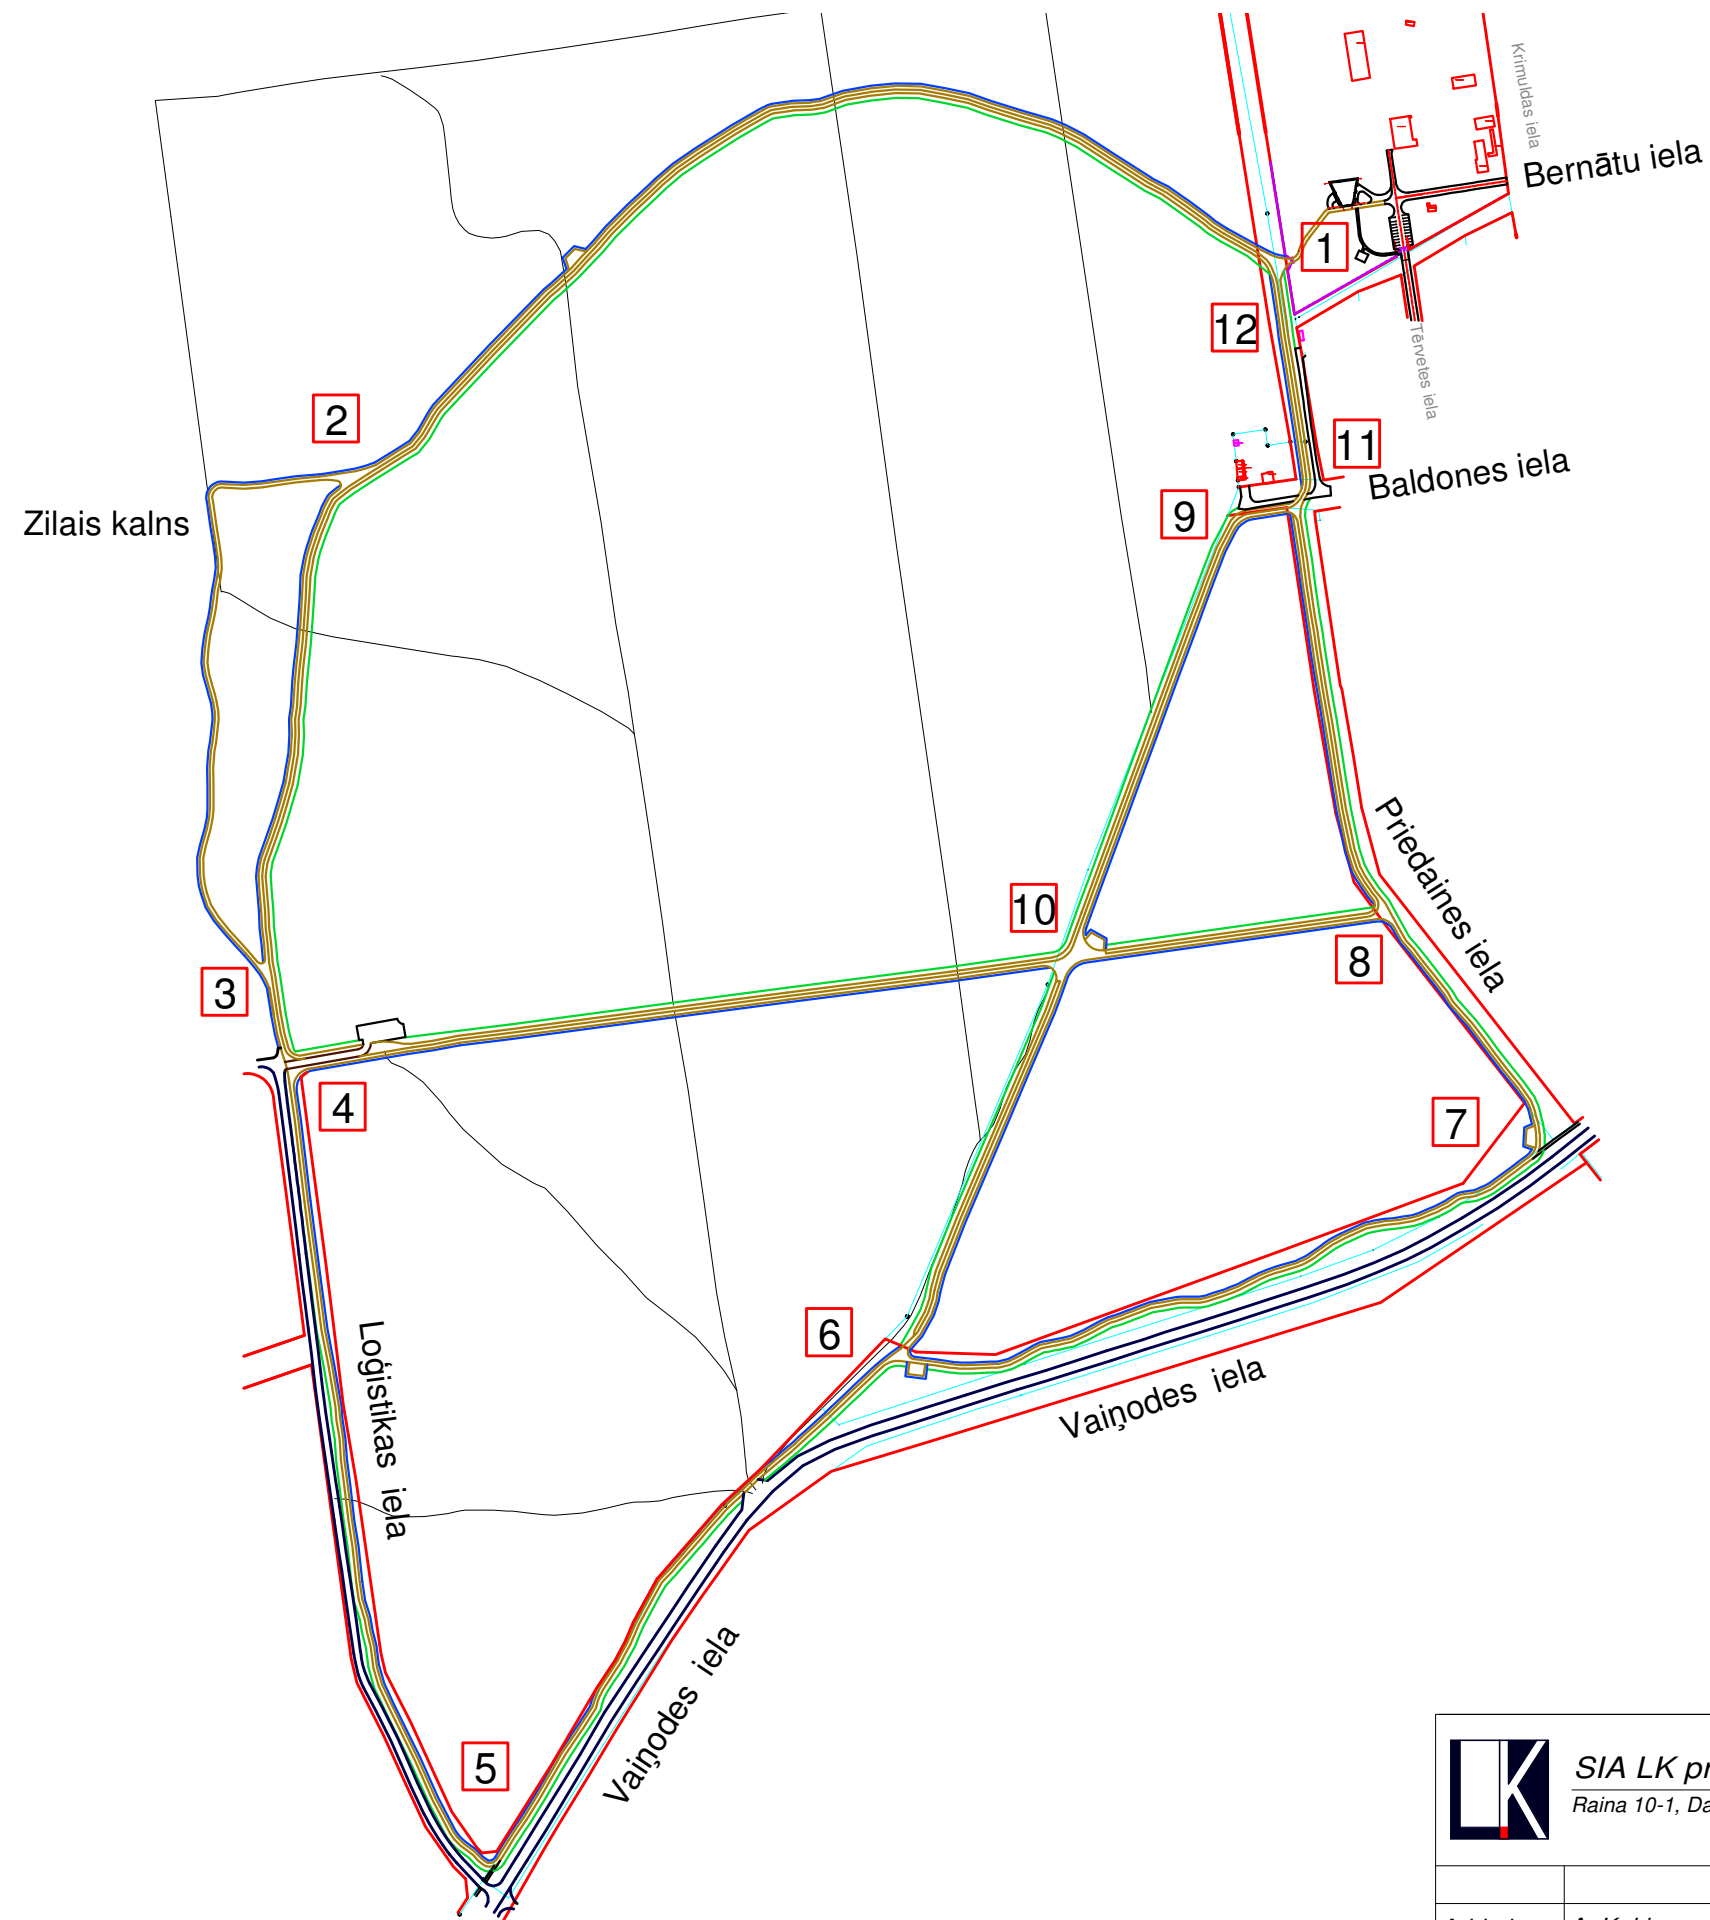 Krimuldas iela
Bernātu iela
1
12
Tērvetes iela
2
11
Baldones iela
9
Zilais kalns
Priedaines iela
10
8
3
4
7
6
Loģistikas iela
Vaiņodes iela
Vaiņodes iela
5
LK
SIA LK pr
Raina 10-1, Da